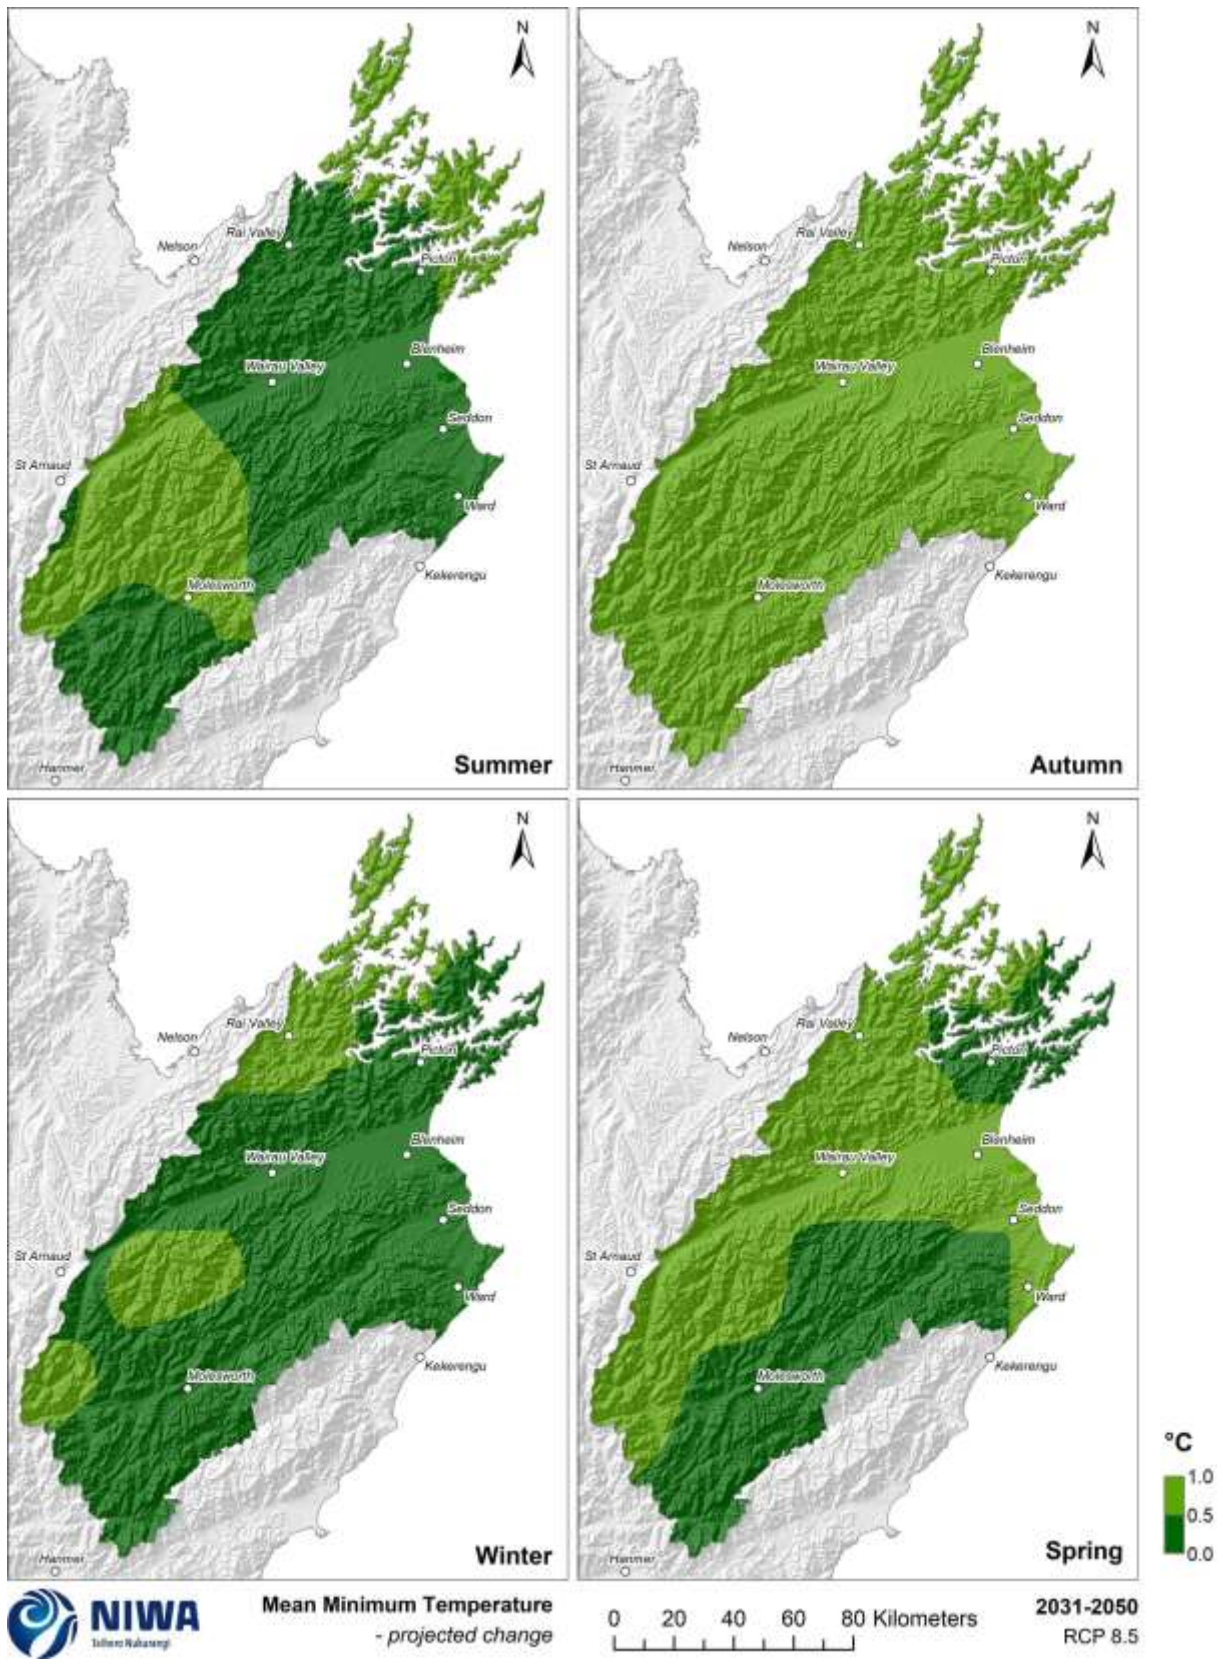 N
Nelson
Rai Valley
Picton
Wairau Valley
Blenheim
Seddon
St Arnaud
Ward
Molesworth
Kekerengu
Hanmer
Summer
N
Nelson
Rai Valley
Picton
Wairau Valley
Blenheim
Seddon
St Arnaud
Ward
Molesworth
Kekerengu
Hanmer
Autumn
N
Nelson
Rai Valley
Picton
Wairau Valley
Blenheim
Seddon
St Arnaud
Ward
Molesworth
Kekerengu
Hanmer
Winter
N
Nelson
Rai Valley
Picton
Wairau Valley
Blenheim
Seddon
St Arnaud
Ward
Molesworth
Kekerengu
Hanmer
Spring
°C
1.0
0.5
0.0
NIWA
Taihoro Nukurangi
Mean Minimum Temperature
- projected change
0 20 40 60 80 Kilometers
2031-2050
RCP 8.5